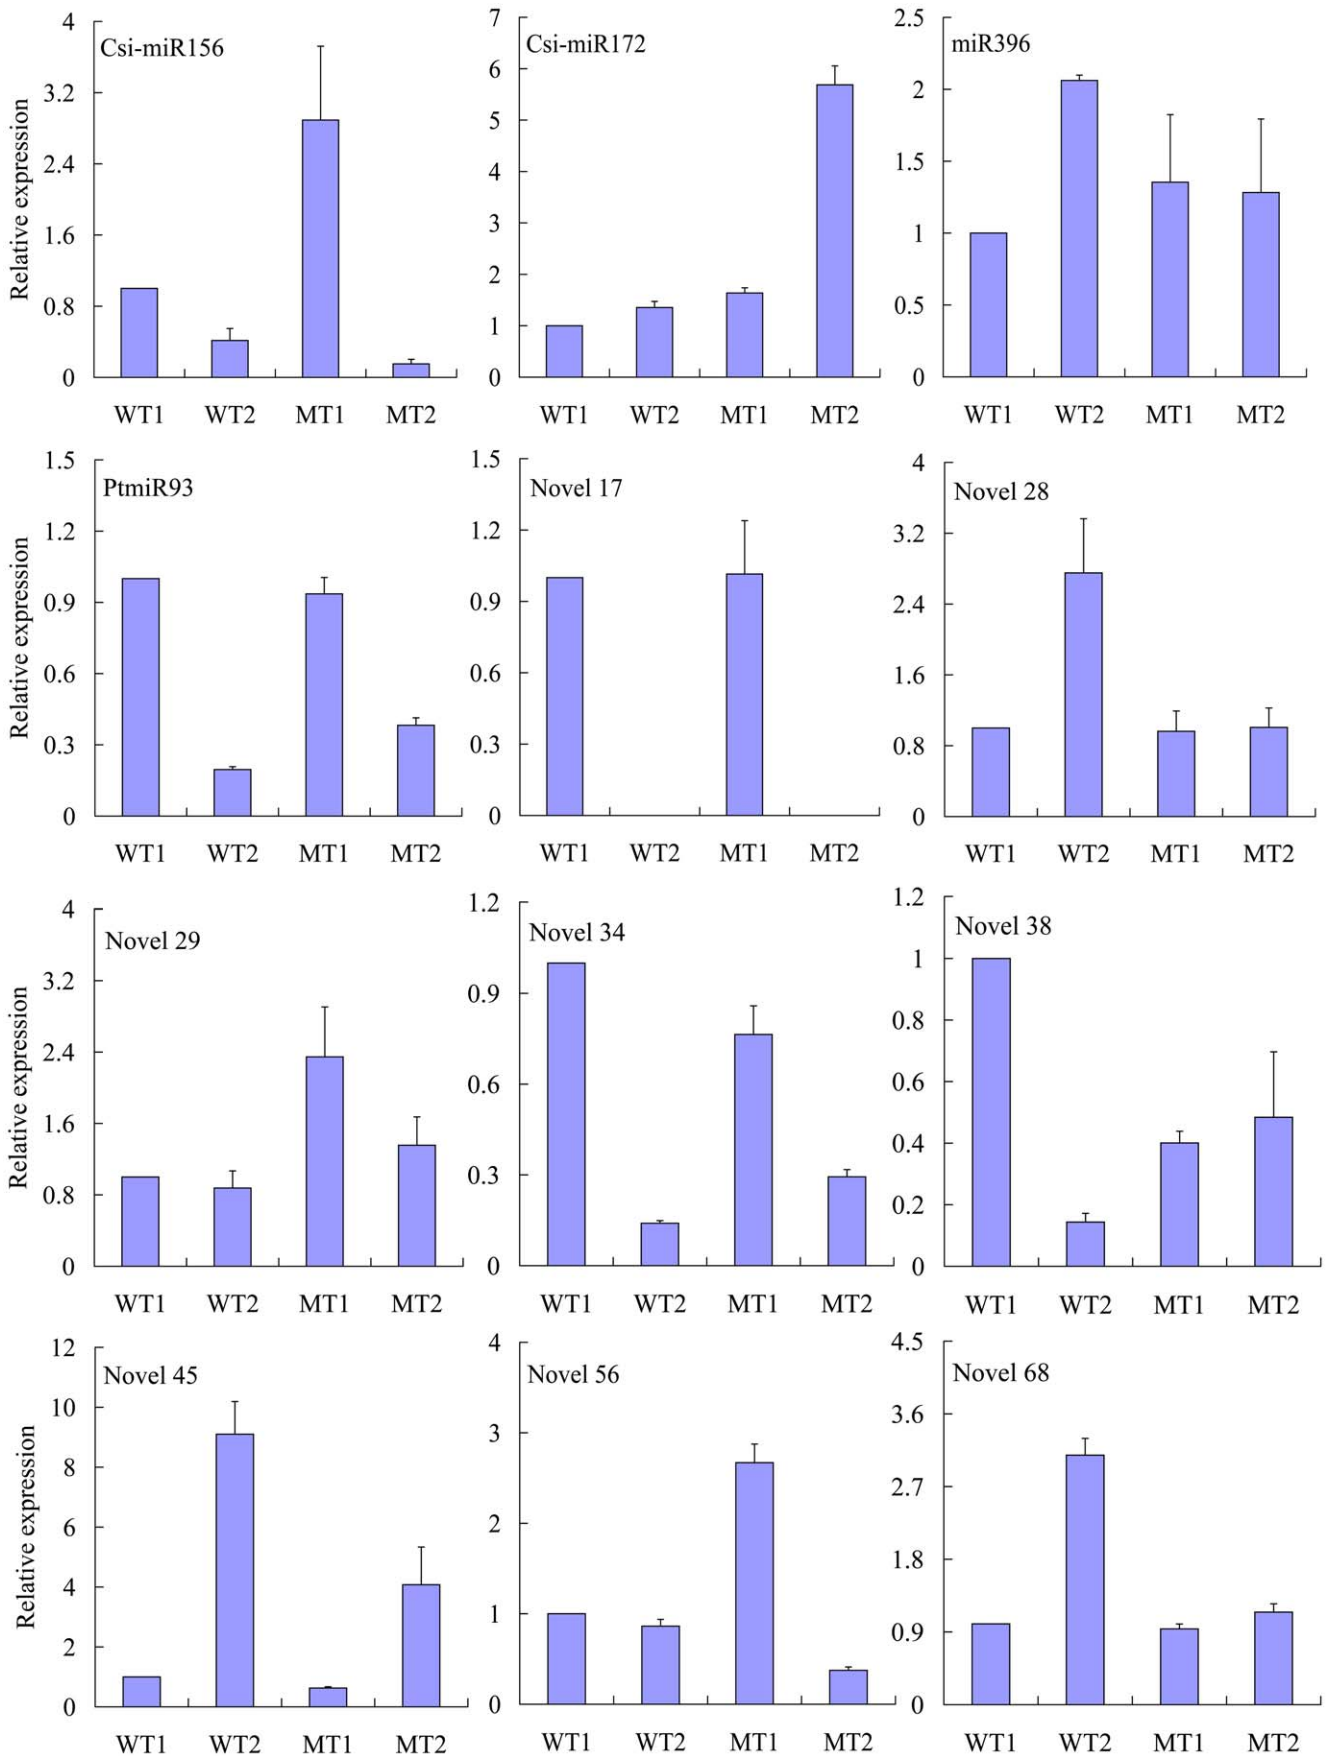 Csi-miR156
Relative expression
4
3.2
2.4
1.6
0.8
0
WT1 WT2 MT1 MT2
Csi-miR172
7
6
5
4
3
2
1
0
WT1 WT2 MT1 MT2
miR396
2.5
2
1.5
1
0.5
0
WT1 WT2 MT1 MT2
PtmiR93
Relative expression
1.5
1.2
0.9
0.6
0.3
0
WT1 WT2 MT1 MT2
Novel 17
1.5
1.2
0.9
0.6
0.3
0
WT1 WT2 MT1 MT2
Novel 28
4
3.2
2.4
1.6
0.8
0
WT1 WT2 MT1 MT2
Novel 29
Relative expression
4
3.2
2.4
1.6
0.8
0
WT1 WT2 MT1 MT2
Novel 34
1.2
0.9
0.6
0.3
0
WT1 WT2 MT1 MT2
Novel 38
1.2
1
0.8
0.6
0.4
0.2
0
WT1 WT2 MT1 MT2
Novel 45
Relative expression
12
10
8
6
4
2
0
WT1 WT2 MT1 MT2
Novel 56
4
3
2
1
0
WT1 WT2 MT1 MT2
Novel 68
4.5
3.6
2.7
1.8
0.9
0
WT1 WT2 MT1 MT2